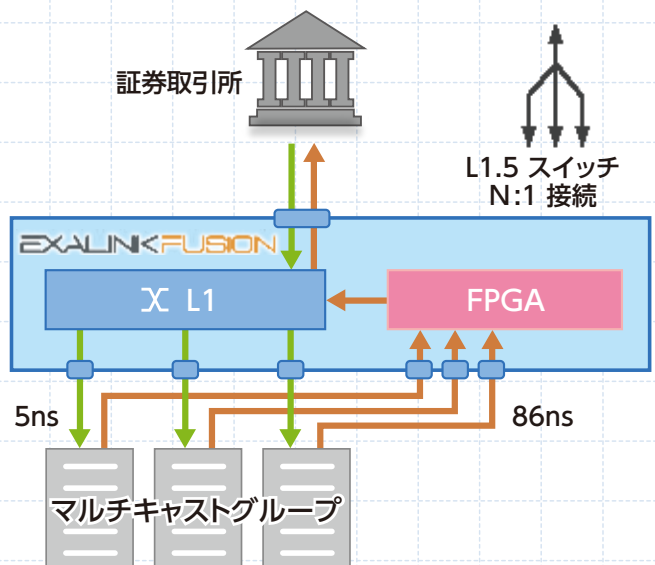 証券取引所
L1.5 スイッチ
N:1 接続
EXALINK FUSION
L1
FPGA
5ns
86ns
マルチキャストグループ